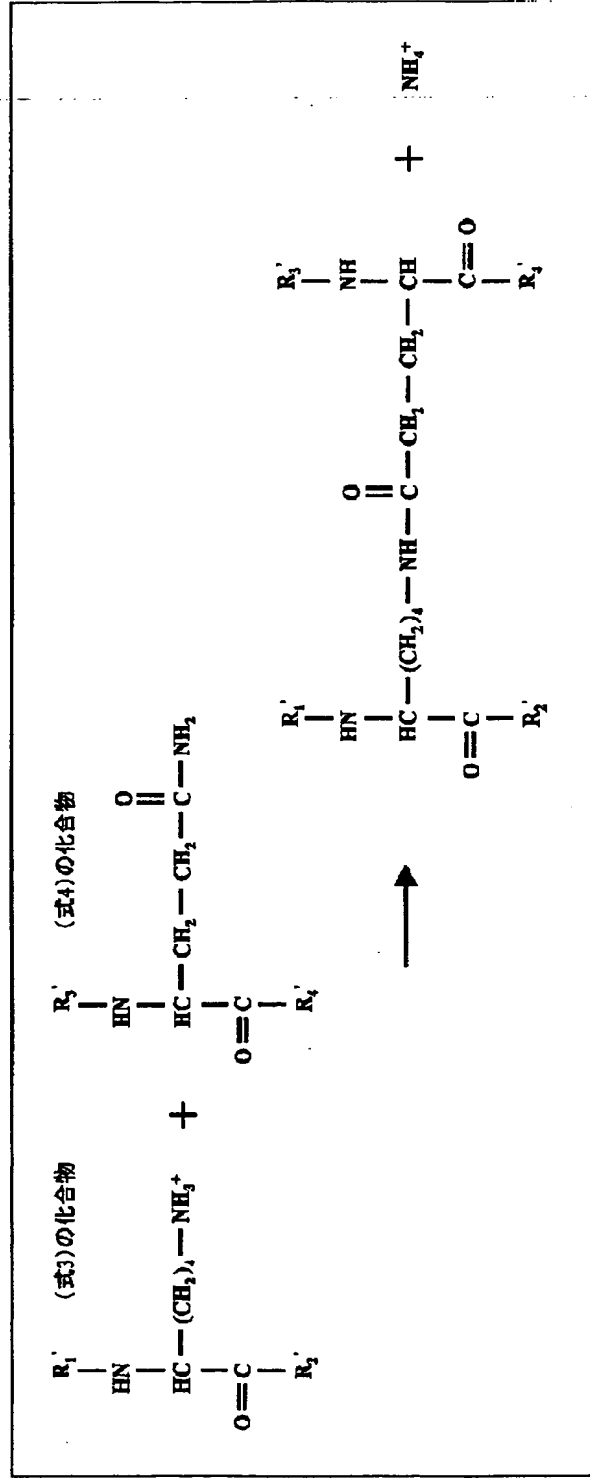 (式3)の化合物
R₁'
HN
HC—(CH₂)₄—NH₃⁺
O=C
R₂'
+
(式4)の化合物
R₃'
HN
O
HC—CH₂—CH₂—C—NH₂
O=C
R₄'
→
R₁'
HN
O
R₃'
NH
HC—(CH₂)₄—NH—C—CH₂—CH₂—CH
O=C
R₂'
C=O
R₄'
+ NH₄⁺